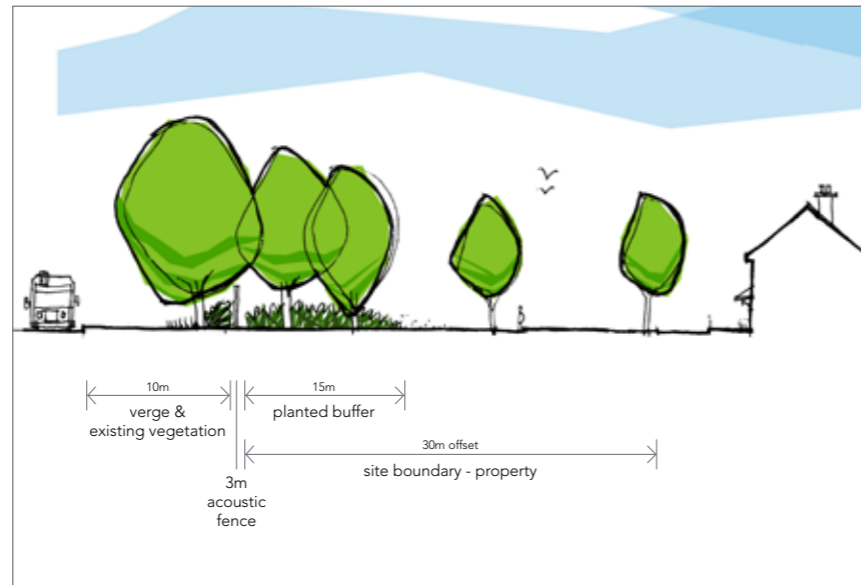 10m
verge &
existing vegetation
15m
planted buffer
30m offset
site boundary - property
3m
acoustic
fence